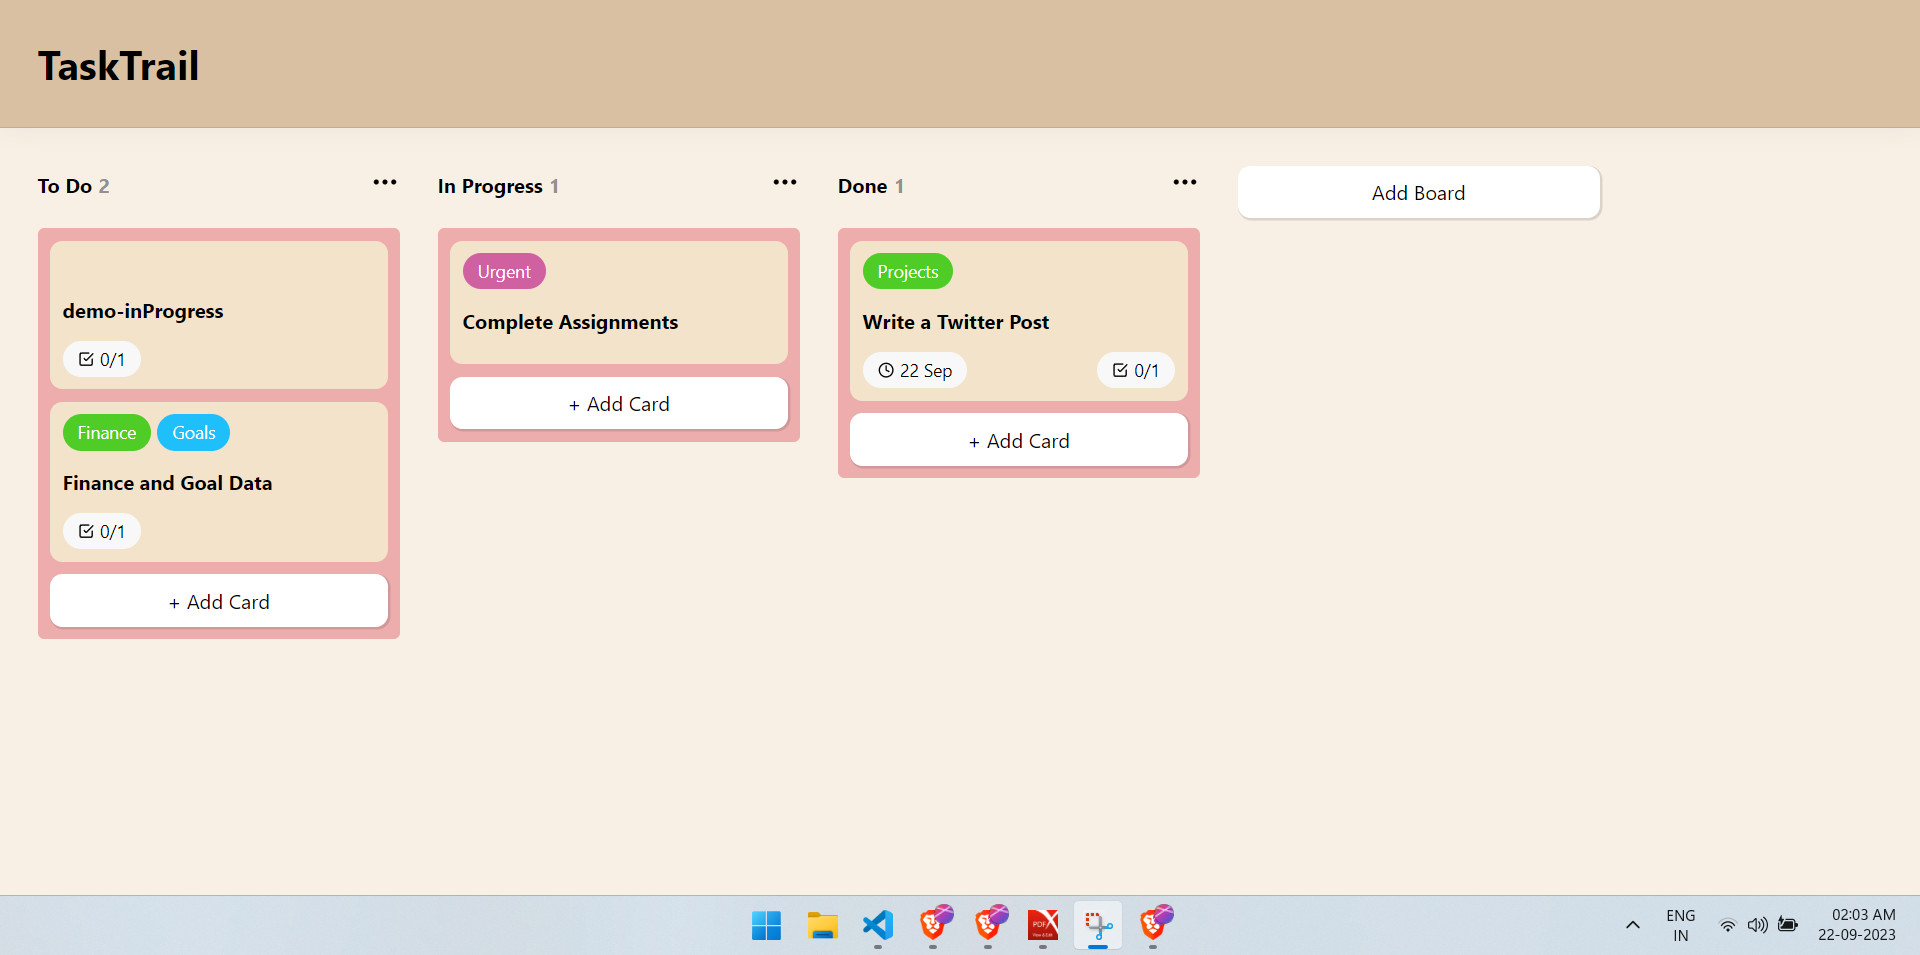 TaskTrail
To Do 2
demo-inProgress
0/1
Finance Goals
Finance and Goal Data
0/1
+ Add Card
In Progress 1
Urgent
Complete Assignments
+ Add Card
Done 1
Projects
Write a Twitter Post
22 Sep 0/1
+ Add Card
Add Board
PDF X
ENG
IN
02:03 AM
22-09-2023